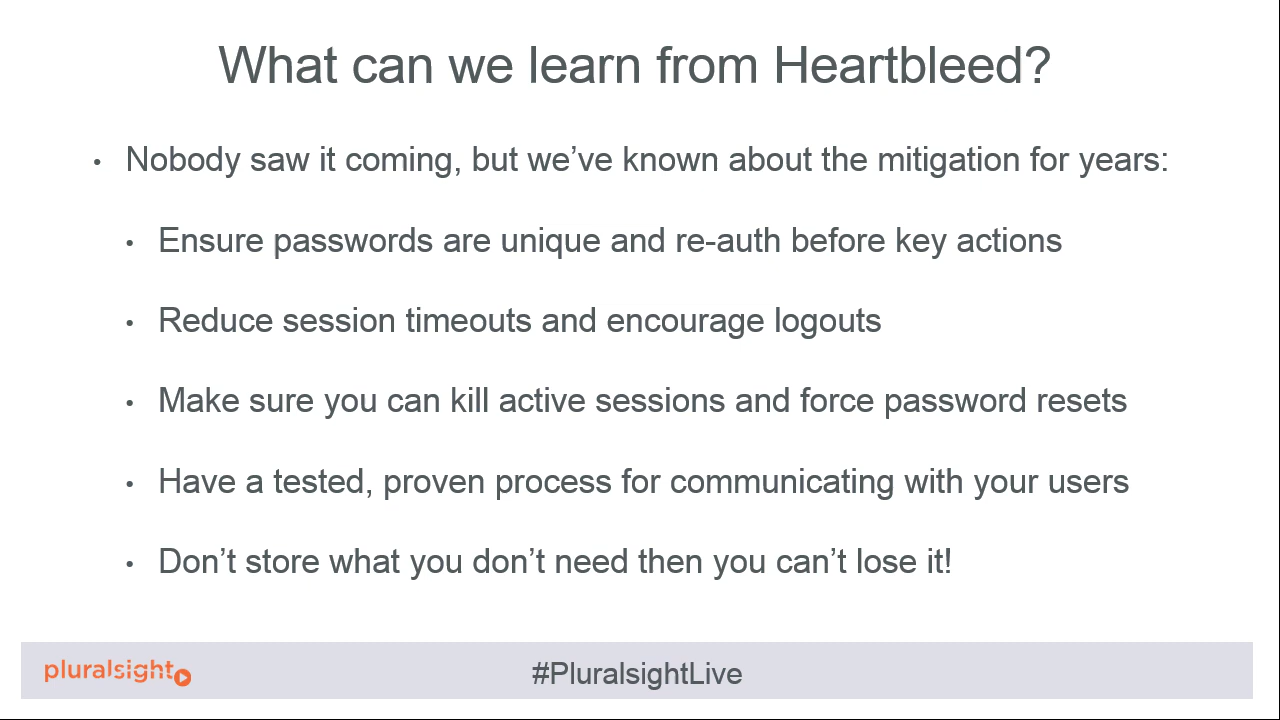 What can we learn from Heartbleed?
• Nobody saw it coming, but we’ve known about the mitigation for years:
• Ensure passwords are unique and re-auth before key actions
• Reduce session timeouts and encourage logouts
• Make sure you can kill active sessions and force password resets
• Have a tested, proven process for communicating with your users
• Don’t store what you don’t need then you can’t lose it!
pluralsight #PluralsightLive